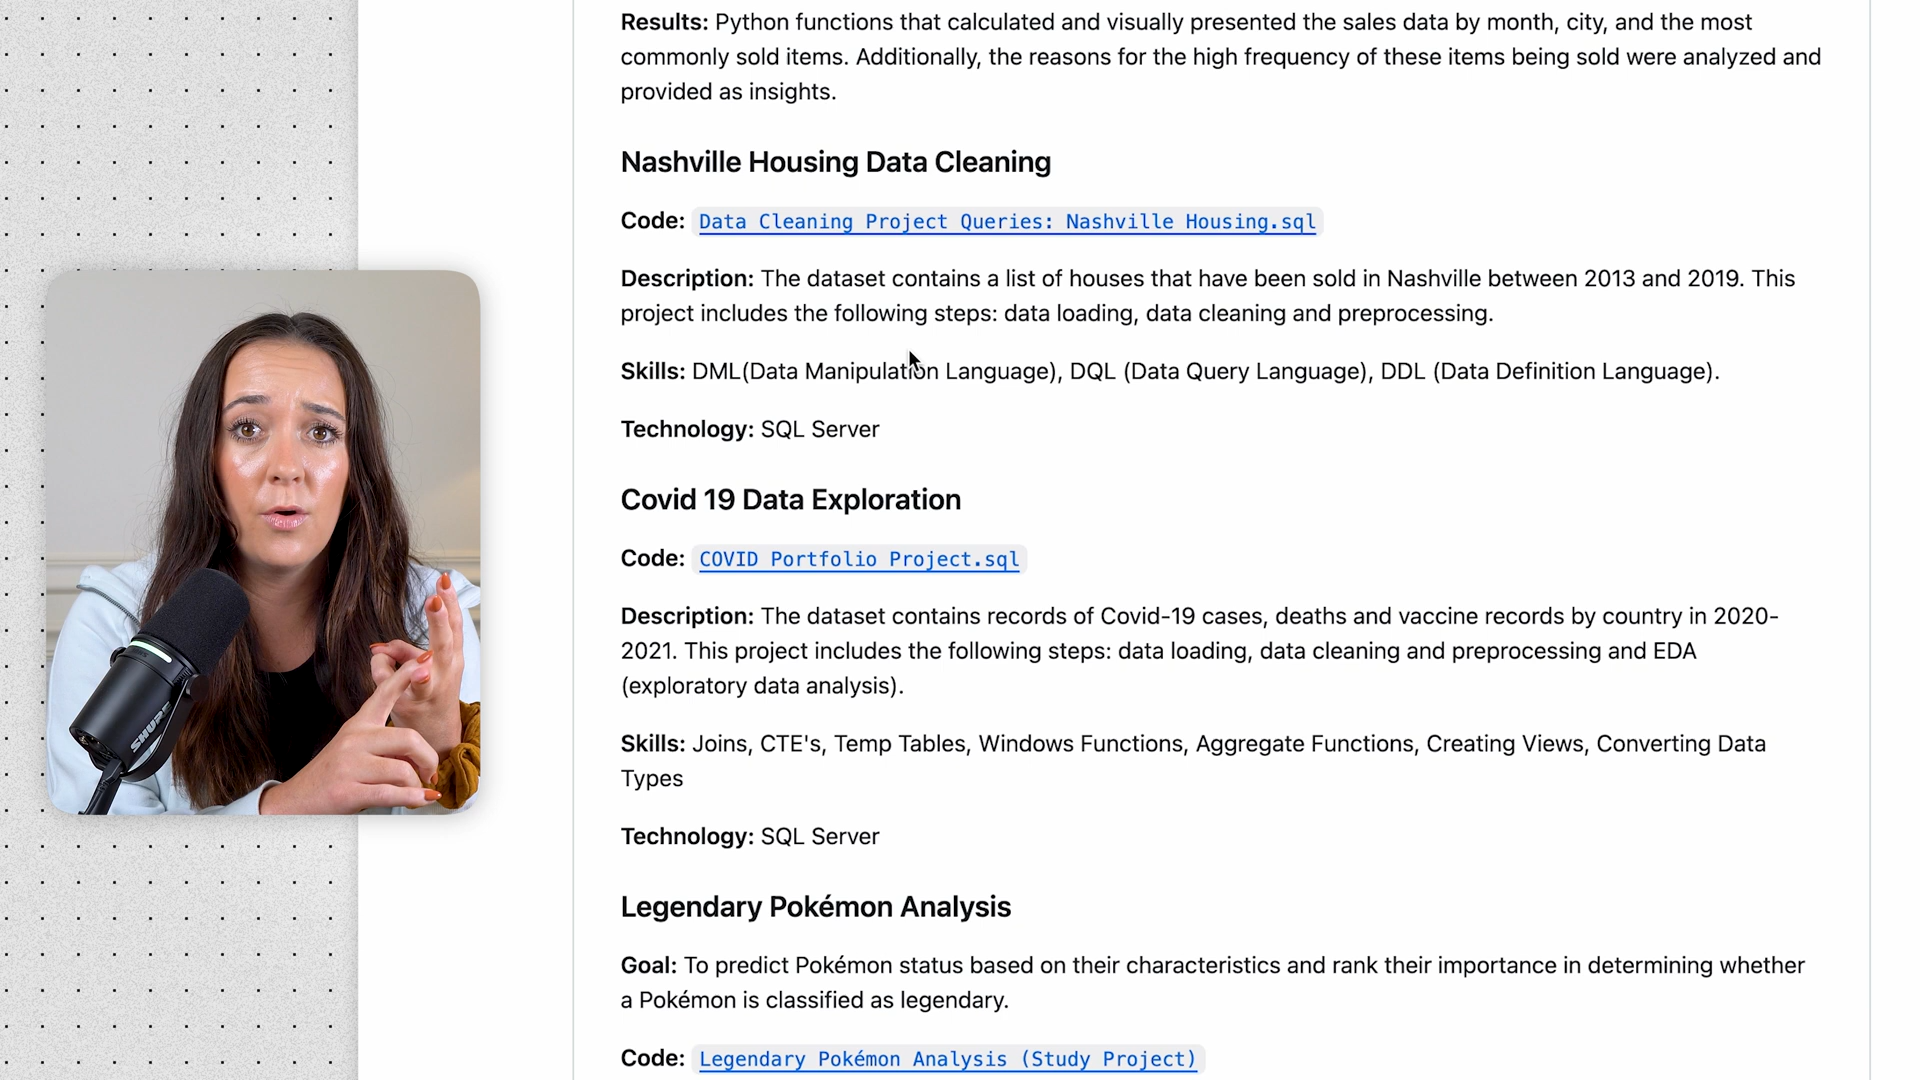 Results: Python functions that calculated and visually presented the sales data by month, city, and the most
commonly sold items. Additionally, the reasons for the high frequency of these items being sold were analyzed and
provided as insights.
Nashville Housing Data Cleaning
Code: Data Cleaning Project Queries: Nashville Housing.sql
Description: The dataset contains a list of houses that have been sold in Nashville between 2013 and 2019. This
project includes the following steps: data loading, data cleaning and preprocessing.
Skills: DML(Data Manipulation Language), DQL (Data Query Language), DDL (Data Definition Language).
Technology: SQL Server
Covid 19 Data Exploration
Code: COVID Portfolio Project.sql
Description: The dataset contains records of Covid-19 cases, deaths and vaccine records by country in 2020-
2021. This project includes the following steps: data loading, data cleaning and preprocessing and EDA
(exploratory data analysis).
Skills: Joins, CTE's, Temp Tables, Windows Functions, Aggregate Functions, Creating Views, Converting Data
Types
Technology: SQL Server
Legendary Pokémon Analysis
Goal: To predict Pokémon status based on their characteristics and rank their importance in determining whether
a Pokémon is classified as legendary.
Code: Legendary Pokémon Analysis (Study Project)
SHURE